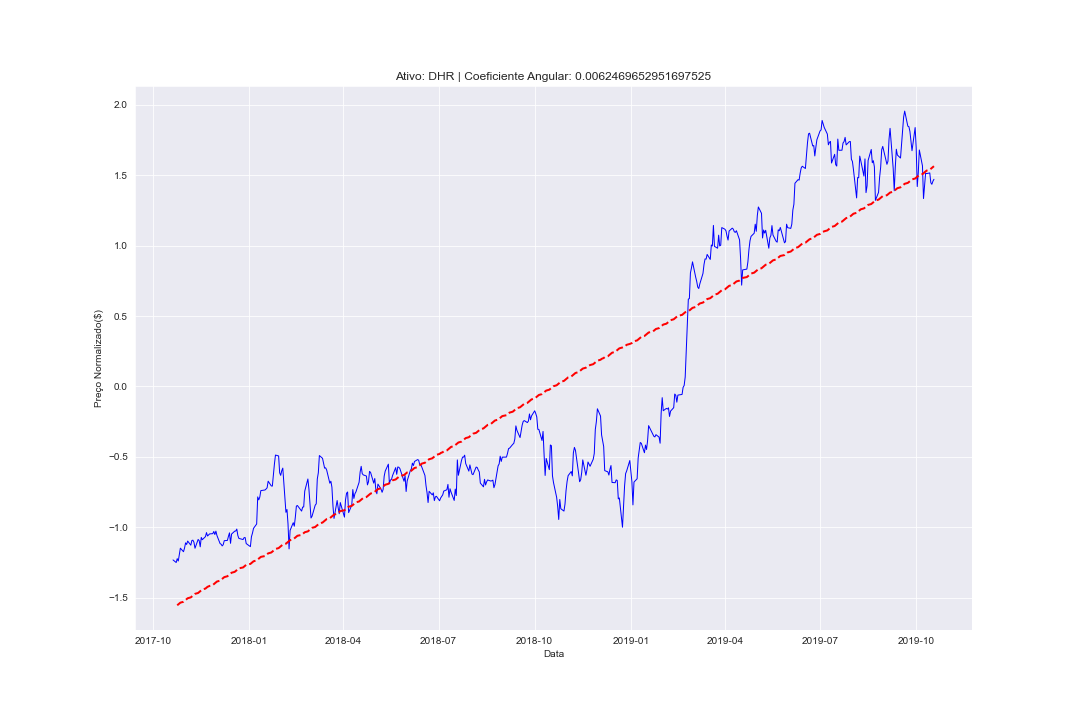 Ativo: DHR | Coeficiente Angular: 0.0062469652951697525
2.0
1.5
1.0
0.5
0.0
−0.5
−1.0
−1.5
Preço Normalizado($)
2017-10 2018-01 2018-04 2018-07 2018-10 2019-01 2019-04 2019-07 2019-10
Data